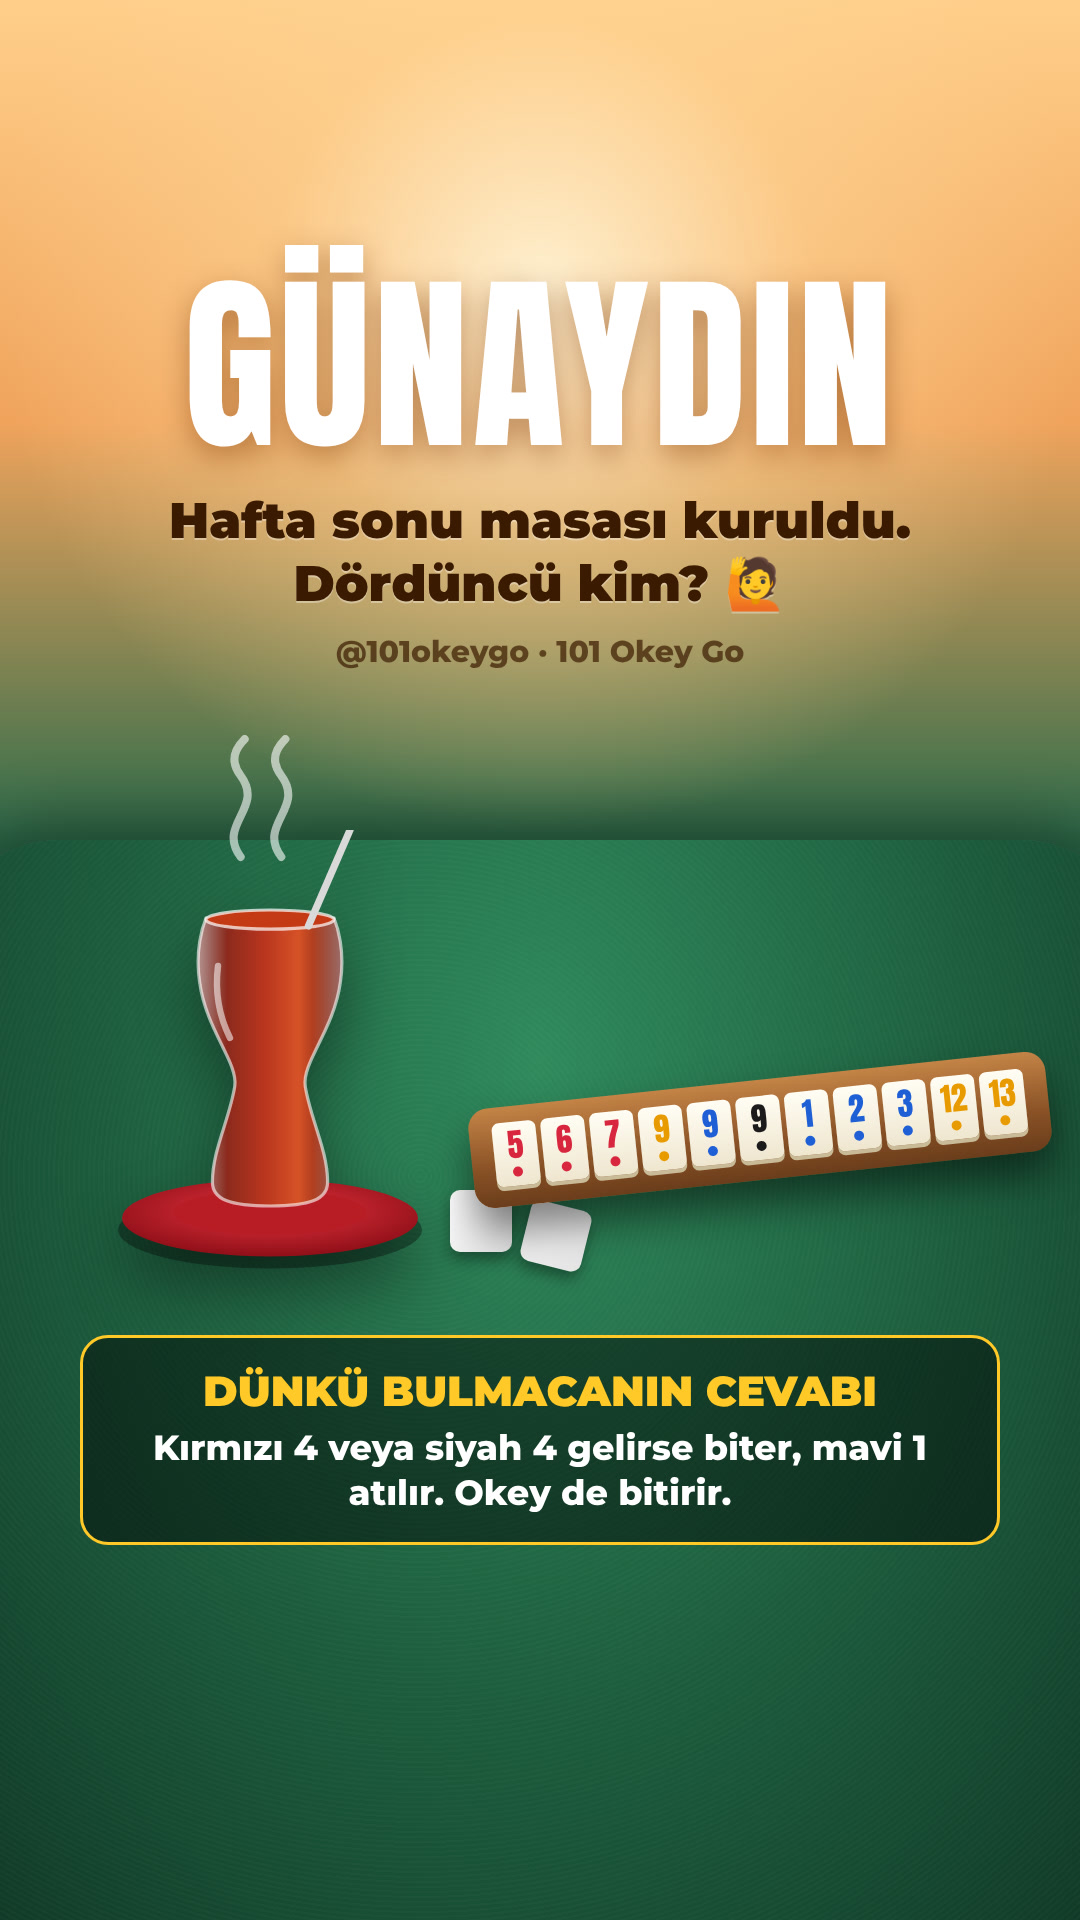 GÜNAYDIN
Hafta sonu masası kuruldu.
Dördüncü kim? 🙋
@101okeygo · 101 Okey Go
5 6 7 9 9 9 1 2 3 12 13
DÜNKÜ BULMACANIN CEVABI
Kırmızı 4 veya siyah 4 gelirse biter, mavi 1
atılır. Okey de bitirir.